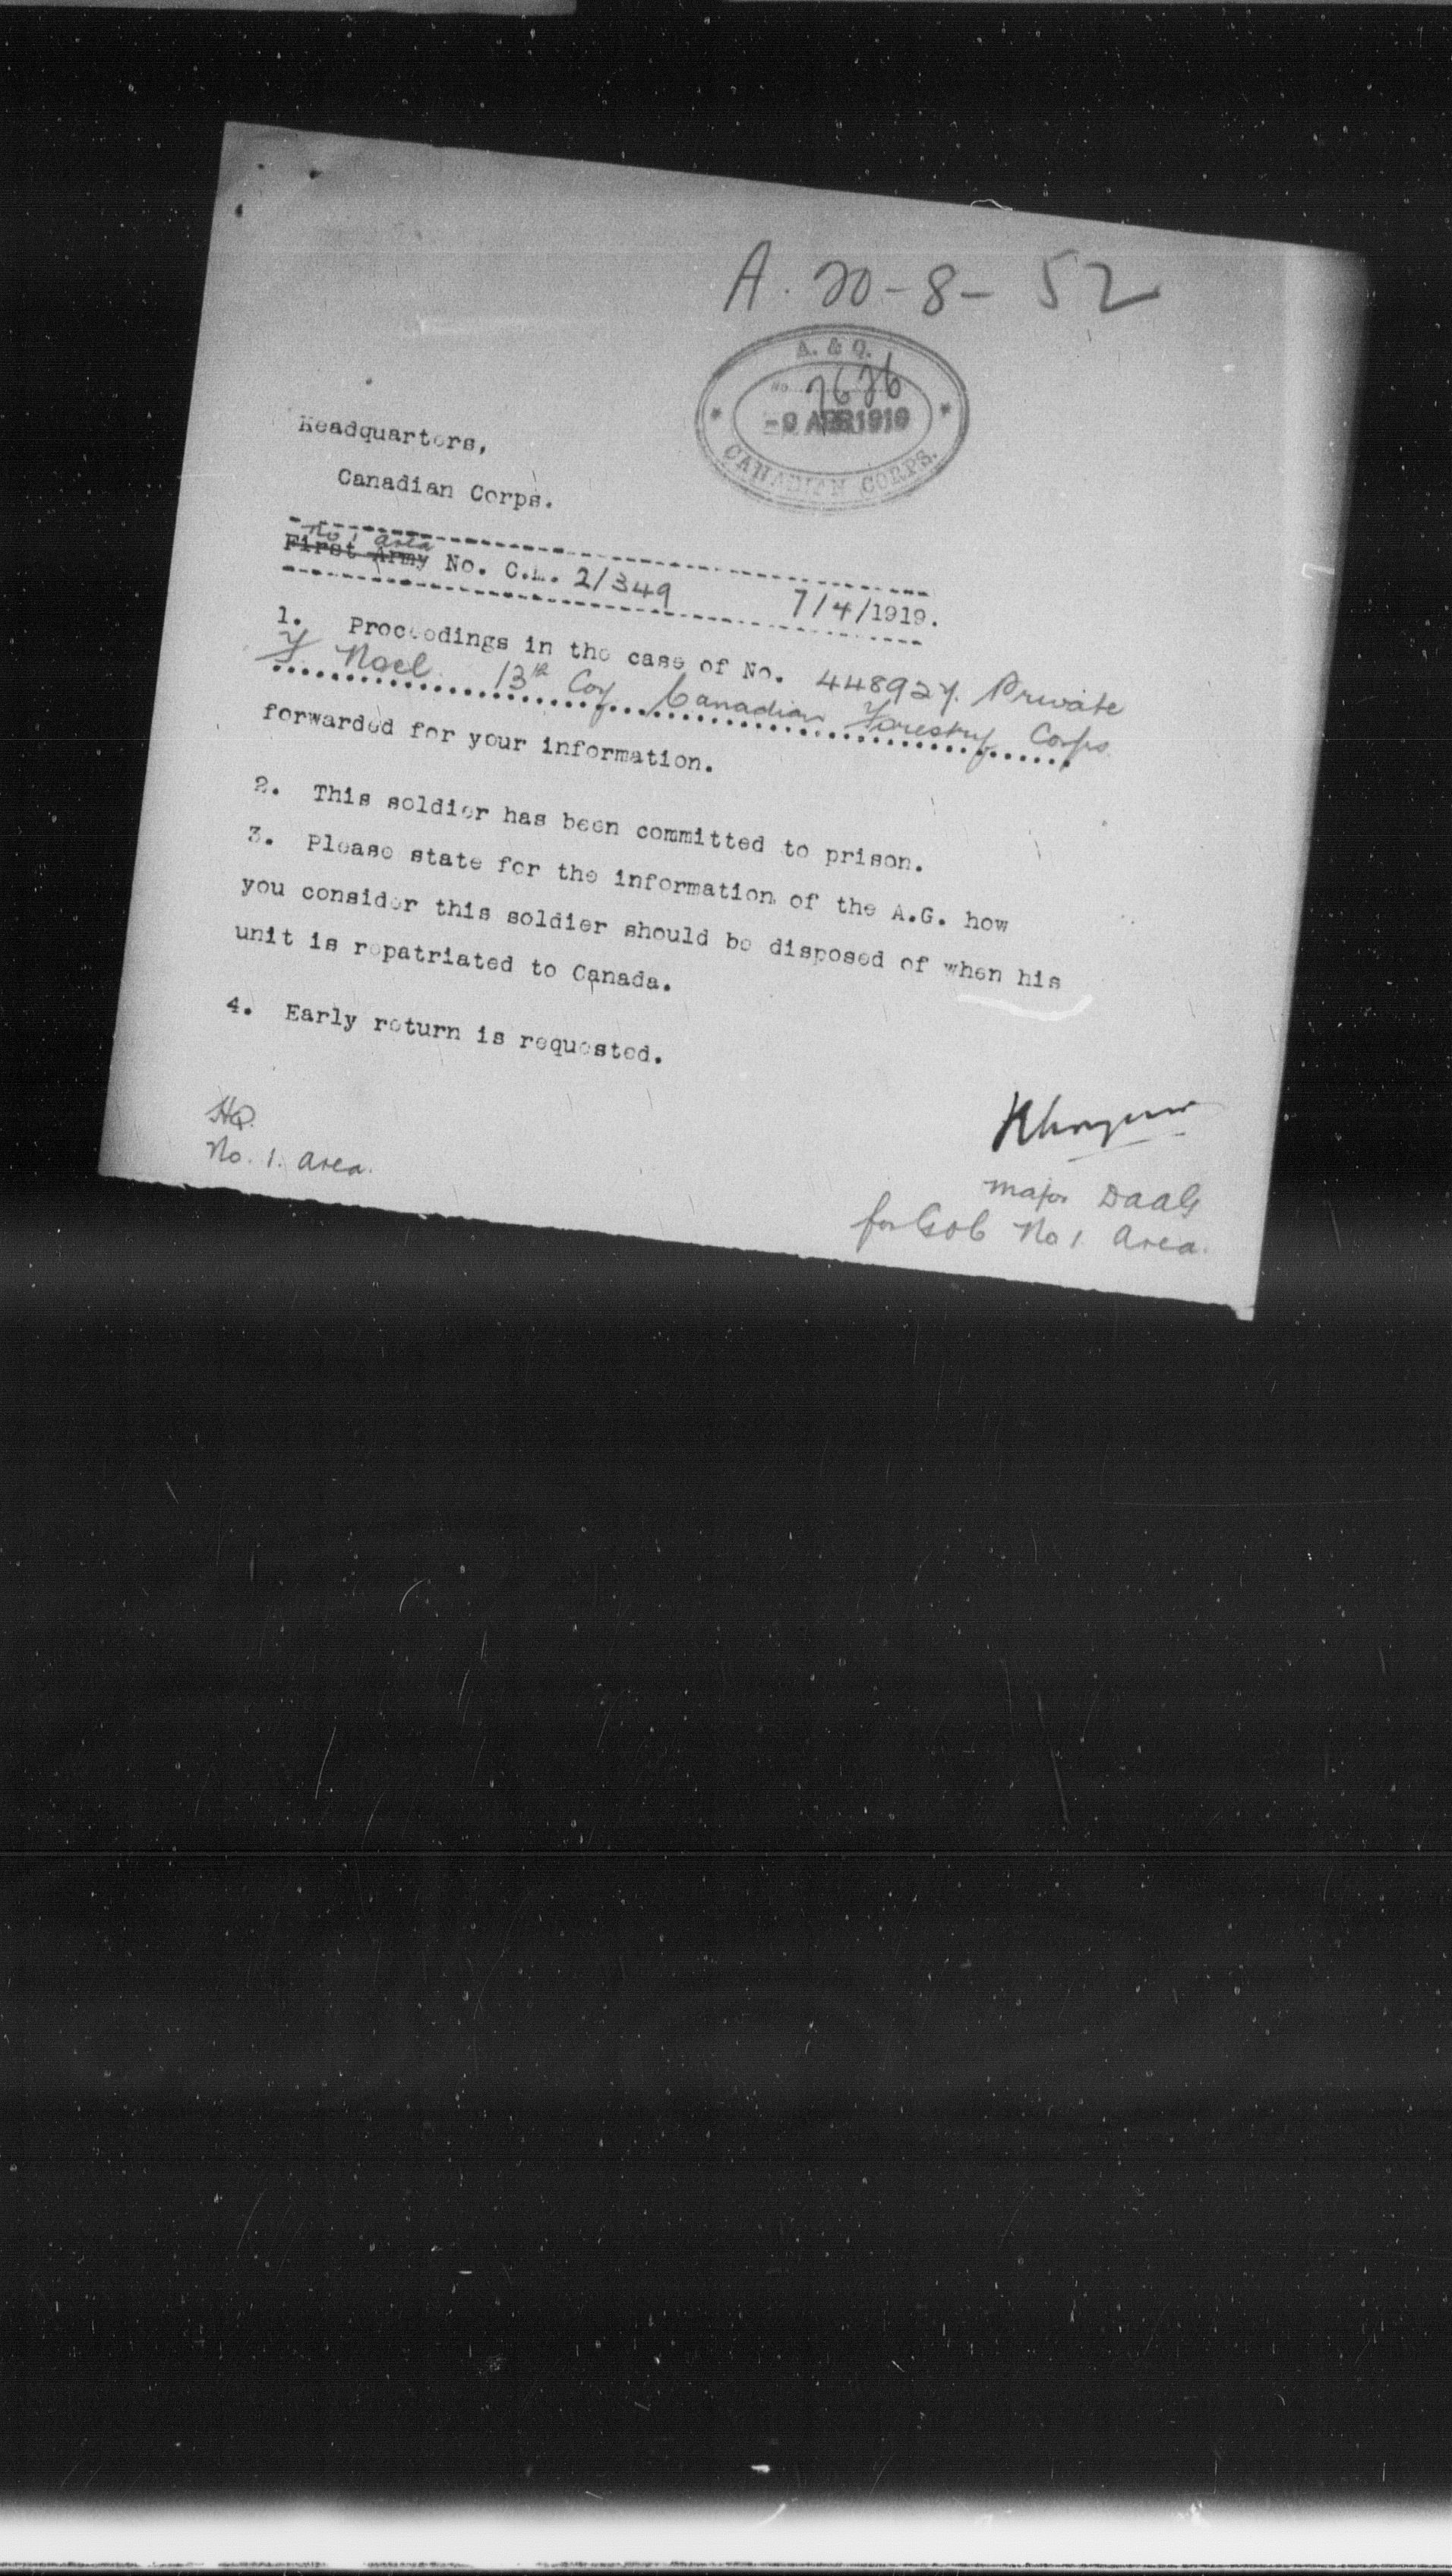 A. 20-8-52
A. & Q.
No. 7626
-9 APR 1919
CANADIAN CORPS.
Headquarters,
Canadian Corps.
No 1 Area
First Army No. C.L. 2/349 7/4/1919.
1. Proceedings in the case of No. 448927. Private
F Noel 13th Coy Canadian Forestry Corps.
forwarded for your information.
2. This soldier has been committed to prison.
3. Please state for the information of the A.G. how
you consider this soldier should be disposed of when his
unit is repatriated to Canada.
4. Early return is requested.
HQ.
No. 1. Area.
Major DAAG
for GOC No 1 Area.